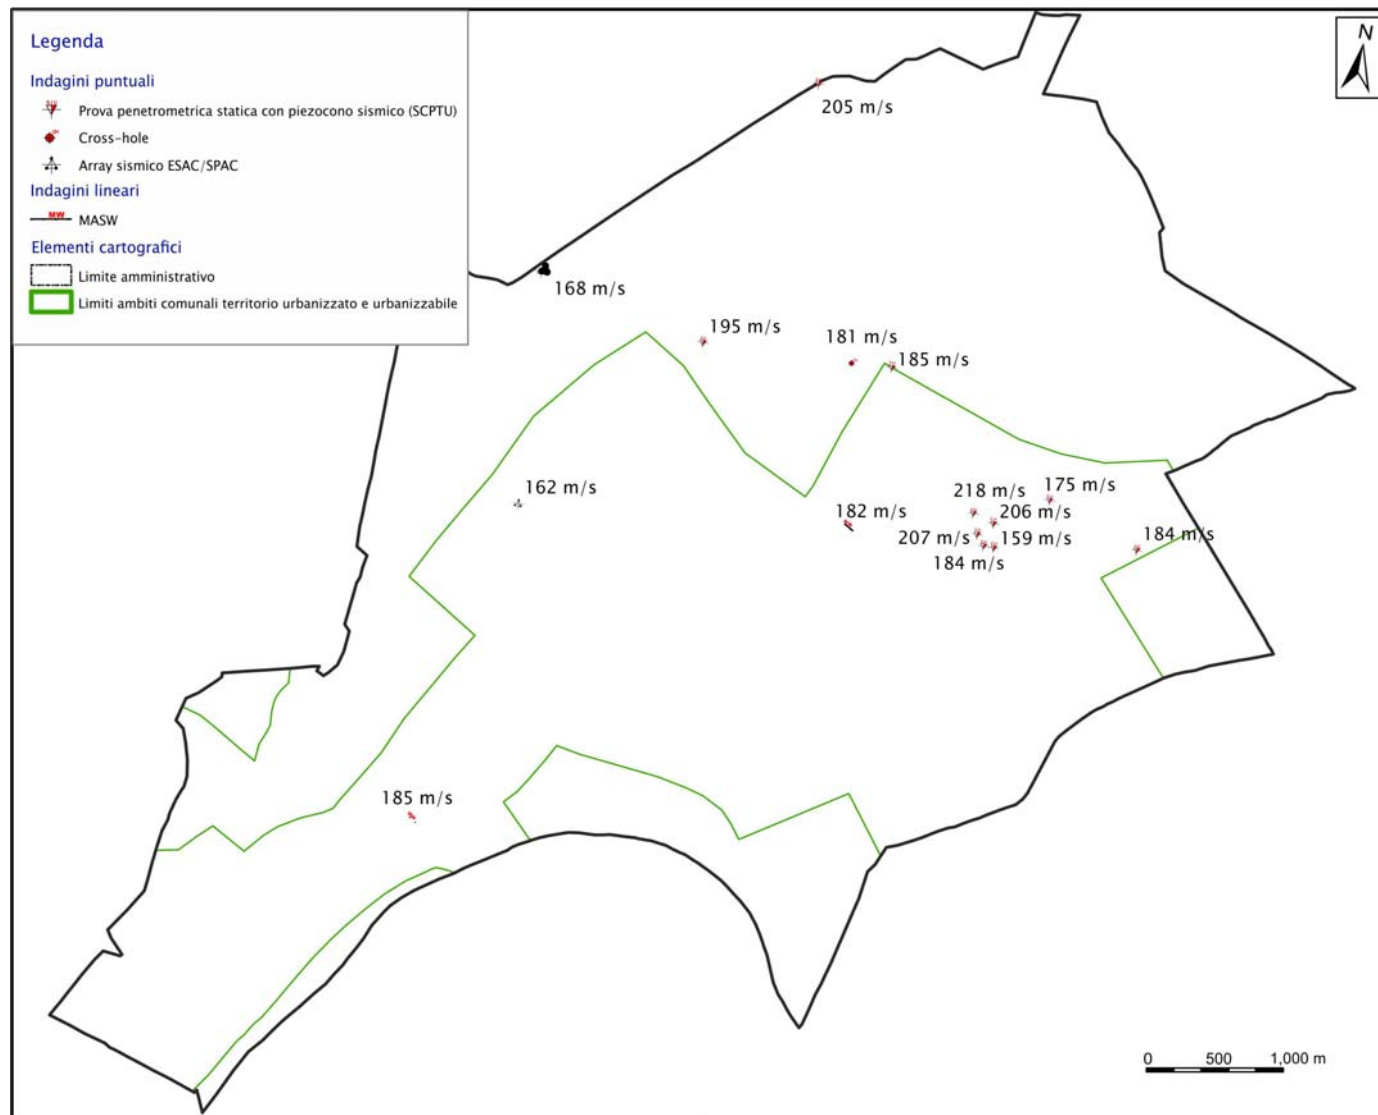 Legenda
Indagini puntuali
Prova penetrometrica statica con piezocono sismico (SCPTU)
Cross-hole
Array sismico ESAC/SPAC
Indagini lineari
MW
MASW
Elementi cartografici
Limite amministrativo
Limiti ambiti comunali territorio urbanizzato e urbanizzabile
N
205 m/s
168 m/s
195 m/s
181 m/s
185 m/s
162 m/s
182 m/s
218 m/s
175 m/s
206 m/s
207 m/s
159 m/s
184 m/s
184 m/s
185 m/s
0 500 1,000 m